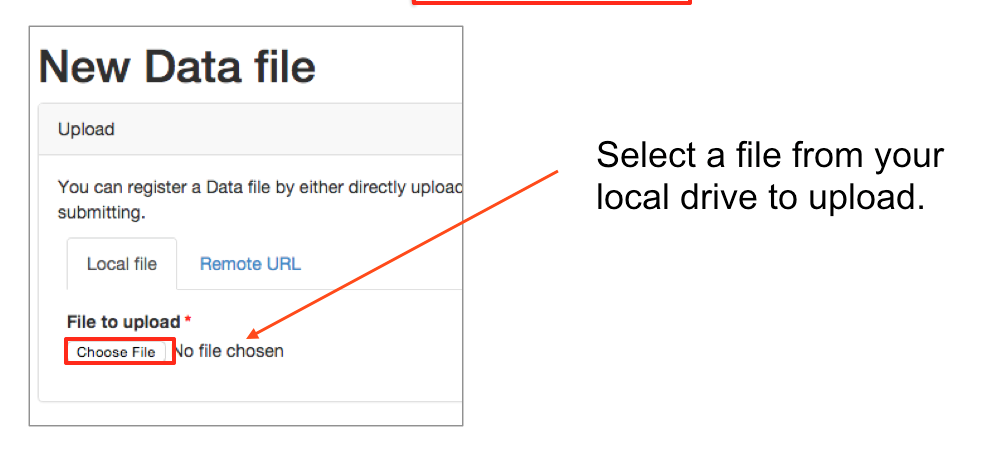 New Data file
Upload
You can register a Data file by either directly upload
submitting.
Local file
Remote URL
File to upload *
Choose File No file chosen
Select a file from your
local drive to upload.